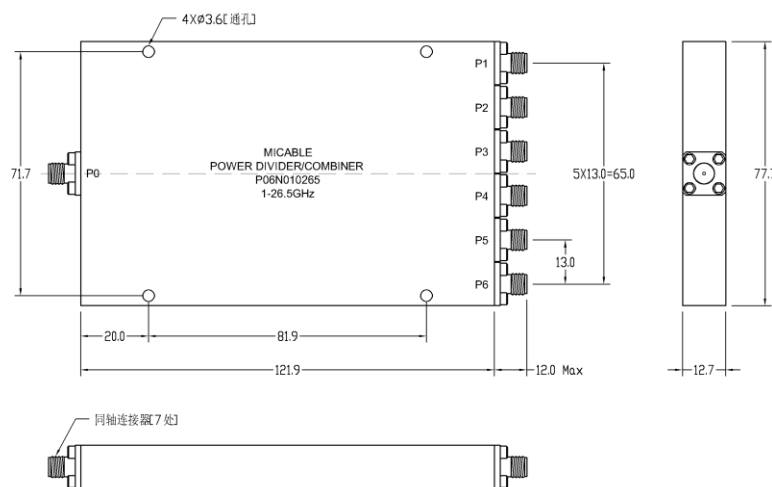 4XØ3.6[通孔]
P1
P2
MICABLE
POWER DIVIDER/COMBINER
P06N010265
1-26.5GHz
P3
71.7
P0
5X13.0=65.0
P4
P5
13.0
P6
20.0
81.9
121.9
12.0 Max
12.7
同轴连接器[7处]